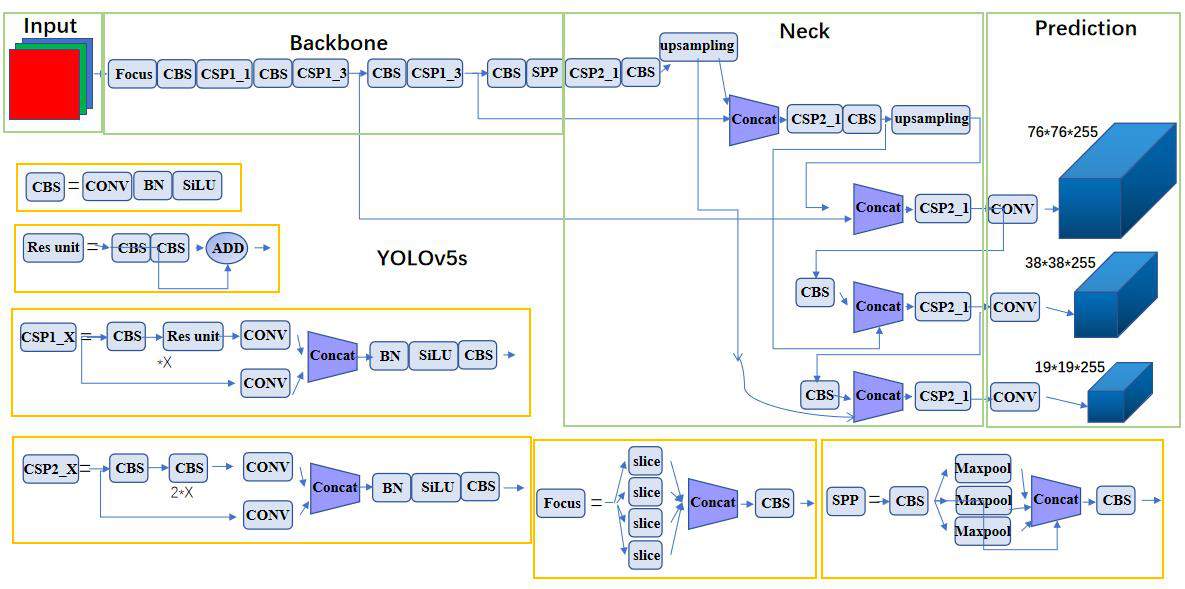 Input
Backbone
Neck
Prediction
Focus CBS CSP1_1 CBS CSP1_3 CBS CSP1_3 CBS SPP CSP2_1 CBS upsampling
Concat CSP2_1 CBS upsampling
76*76*255
Concat CSP2_1 CONV
38*38*255
CBS Concat CSP2_1 CONV
19*19*255
CBS Concat CSP2_1 CONV
CBS = CONV BN SiLU
Res unit = CBS CBS ADD
YOLOv5s
CSP1_X = CBS Res unit CONV
*X
CONV
Concat BN SiLU CBS
CSP2_X = CBS CBS CONV
2*X
CONV
Concat BN SiLU CBS
Focus = slice
slice
slice
slice
Concat CBS
SPP = CBS Maxpool
Maxpool
Maxpool
Concat CBS